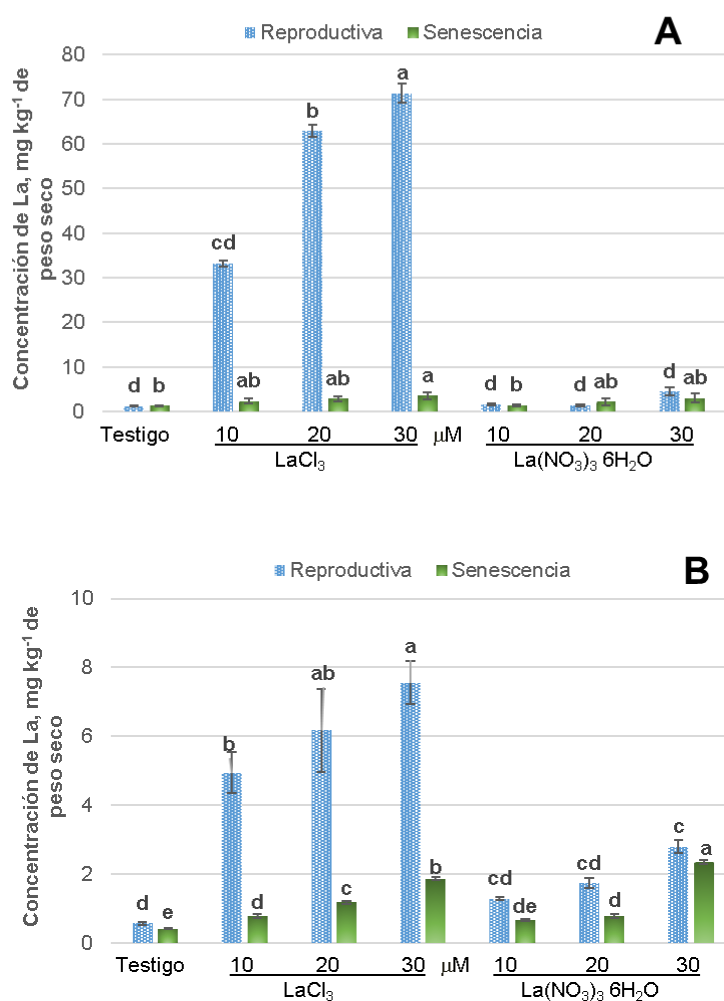 Reproductiva Senescencia
A
Concentración de La, mg kg⁻¹ de
peso seco
80
70
60
50
40
30
20
10
0
d b cd ab b ab a a d b d ab d ab
Testigo 10 20 30 μM 10 20 30
LaCl₃ La(NO₃)₃ 6H₂O
Reproductiva Senescencia
B
Concentración de La, mg kg⁻¹ de
peso seco
10
8
6
4
2
0
d e b d ab c a b cd de cd d c a
Testigo 10 20 30 μM 10 20 30
LaCl₃ La(NO₃)₃ 6H₂O